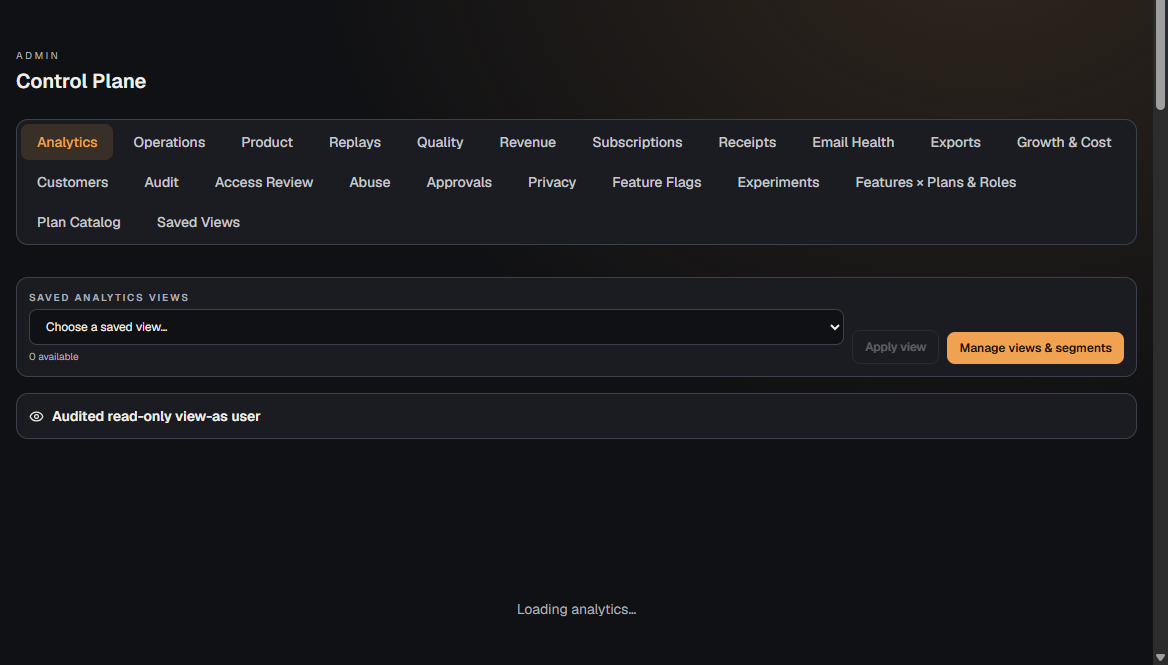 ADMIN
Control Plane
Analytics Operations Product Replays Quality Revenue Subscriptions Receipts Email Health Exports Growth & Cost
Customers Audit Access Review Abuse Approvals Privacy Feature Flags Experiments Features × Plans & Roles
Plan Catalog Saved Views
SAVED ANALYTICS VIEWS
Choose a saved view...
Apply view Manage views & segments
0 available
Audited read-only view-as user
Loading analytics...